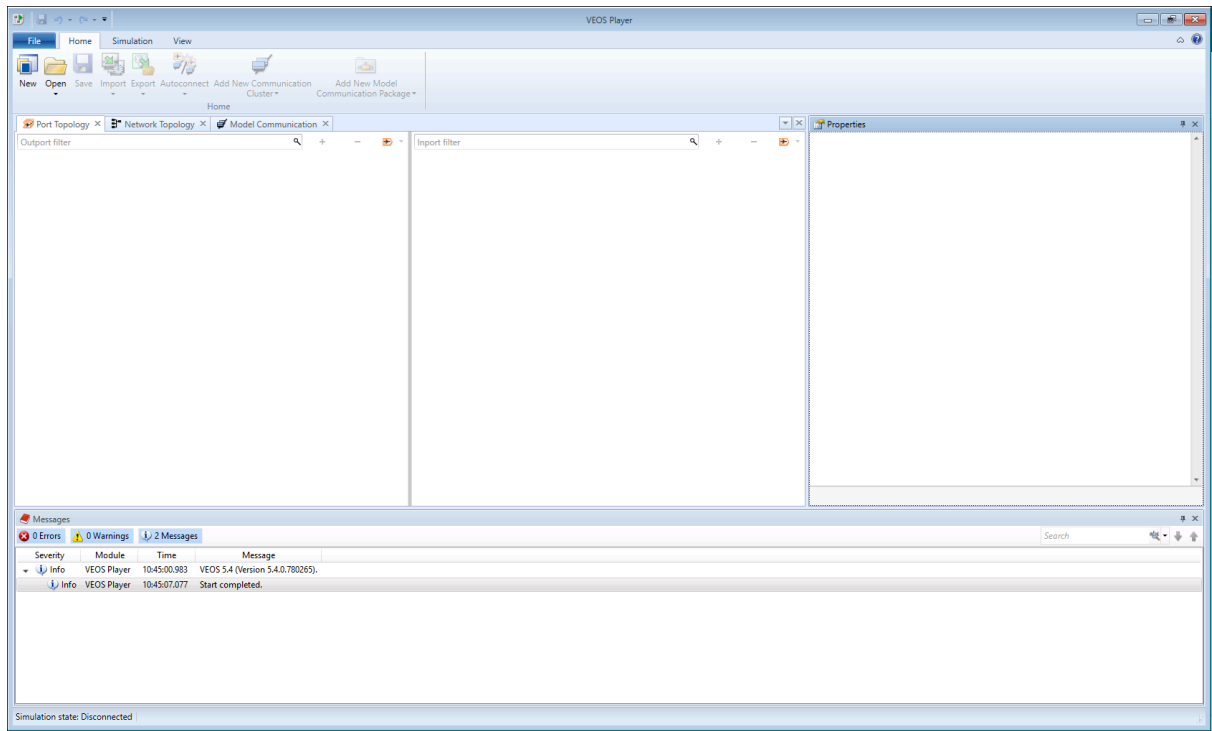 VEOS Player
File Home Simulation View
New Open Save Import Export Autoconnect Add New Communication Cluster Add New Model Communication Package
Home
Port Topology Network Topology Model Communication
Properties
Outport filter
Inport filter
Messages
0 Errors 0 Warnings 2 Messages
Search
Severity Module Time Message
Info VEOS Player 10:45:00.983 VEOS 5.4 (Version 5.4.0.780265).
Info VEOS Player 10:45:07.077 Start completed.
Simulation state: Disconnected